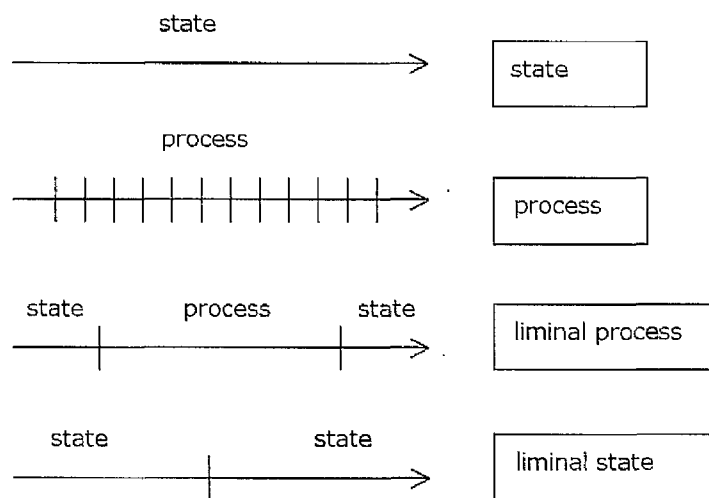 state
state
process
process
state process state
liminal process
state state
liminal state